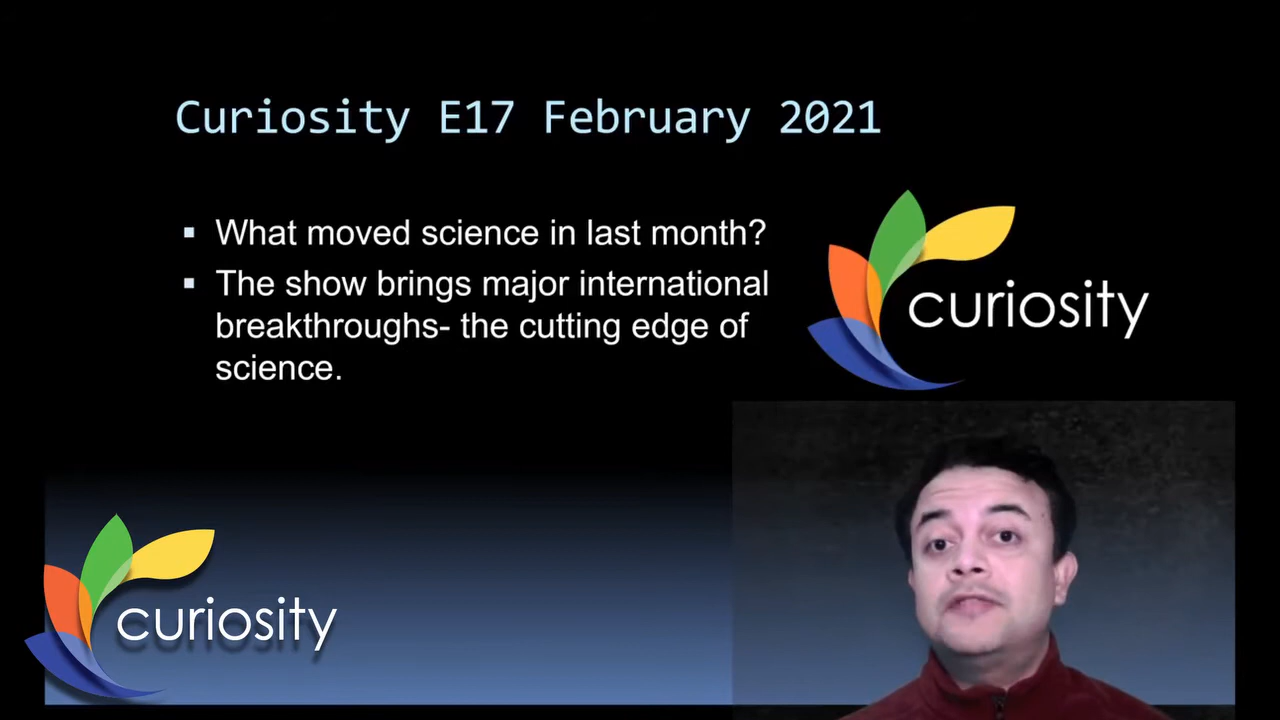 Curiosity E17 February 2021
▪ What moved science in last month?
▪ The show brings major international
breakthroughs- the cutting edge of
science.
curiosity
curiosity